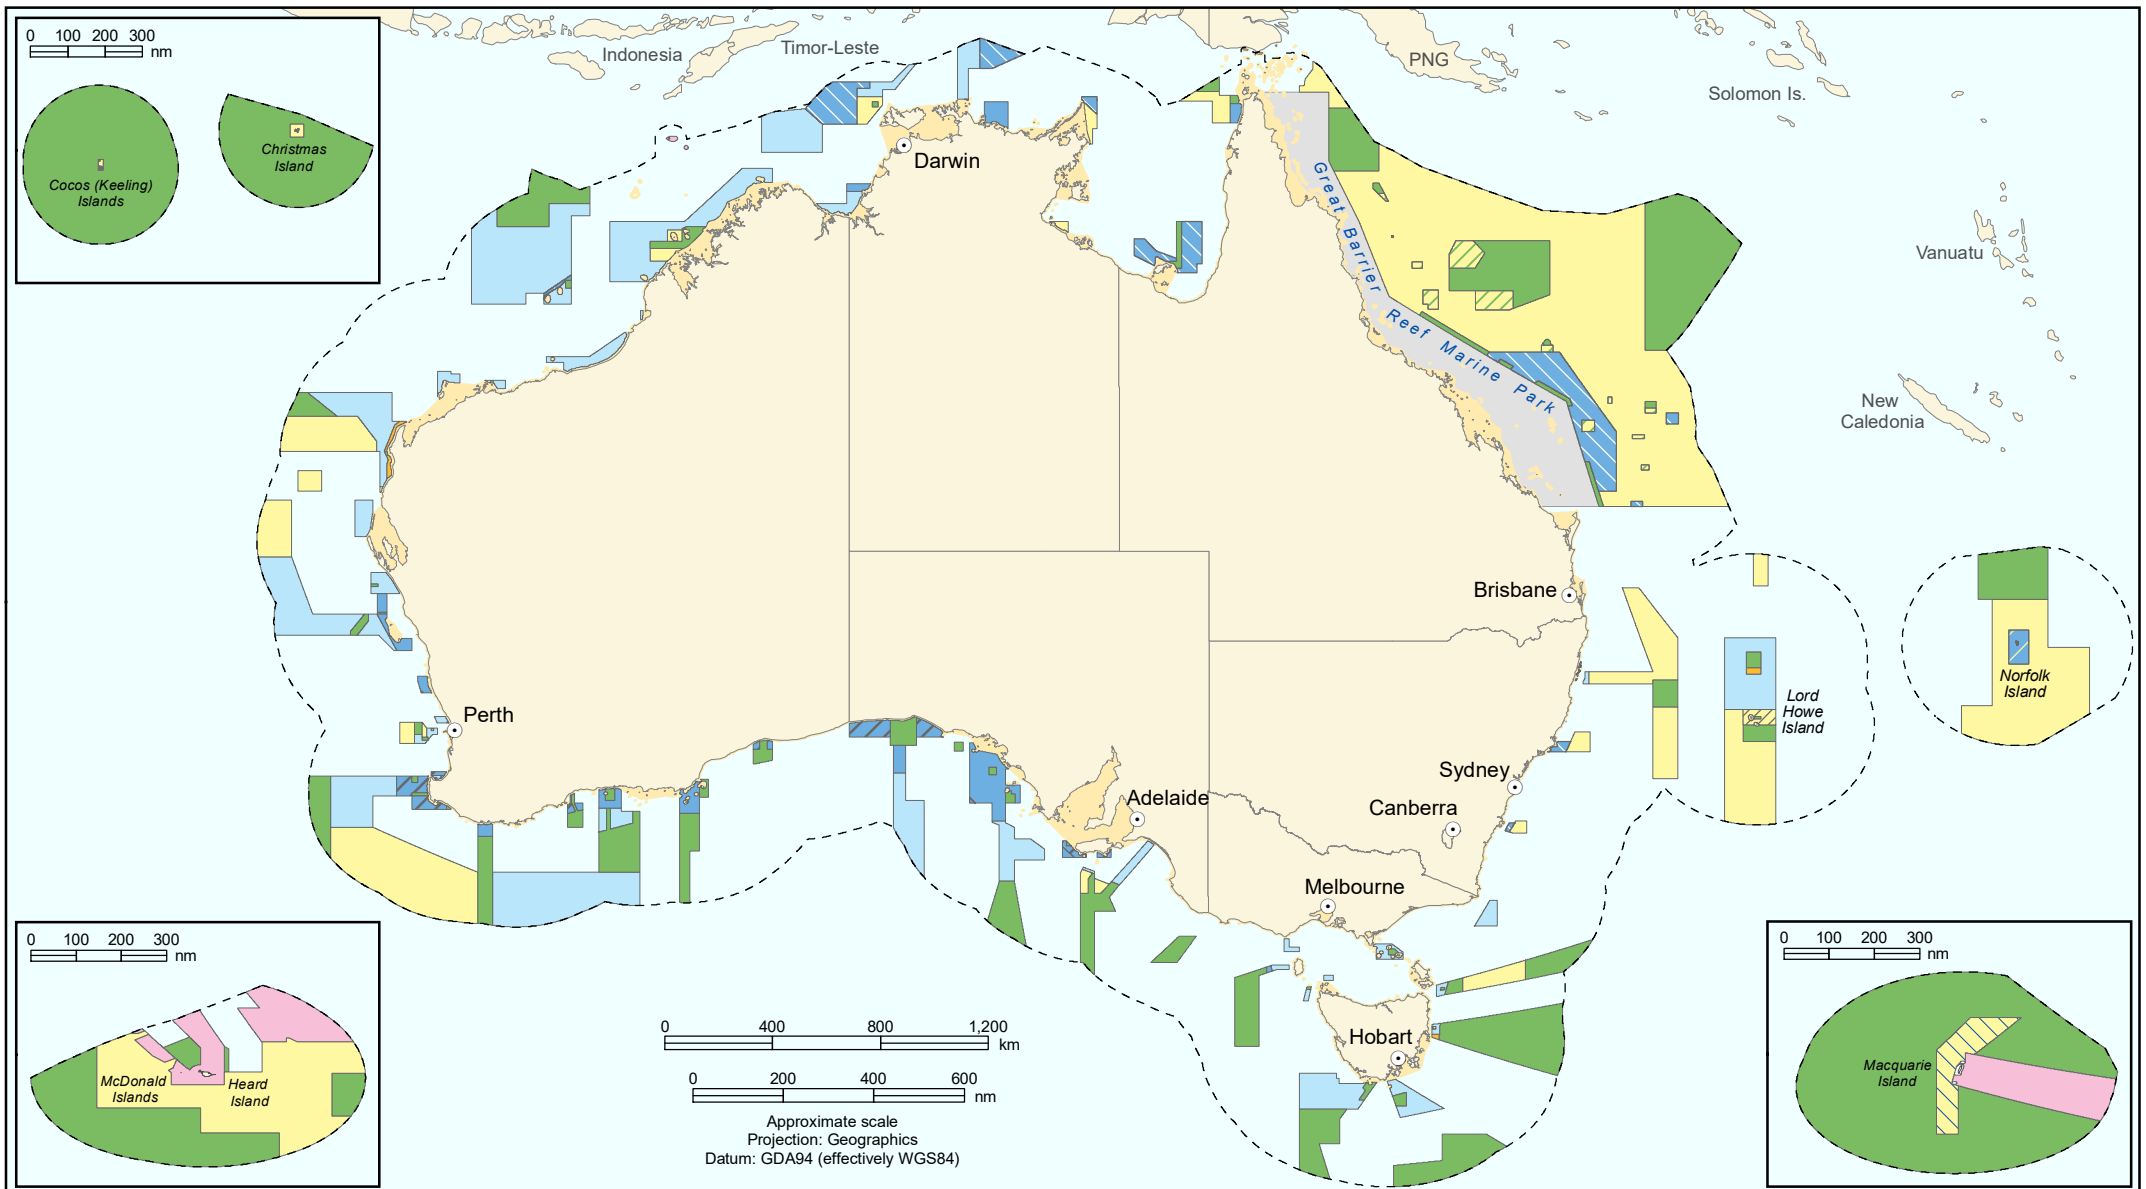 0 100 200 300
nm
Cocos (Keeling)
Islands
Christmas
Island
Indonesia
Timor-Leste
PNG
Solomon Is.
Vanuatu
New
Caledonia
Darwin
Great Barrier Reef Marine Park
Brisbane
Perth
Sydney
Canberra
Adelaide
Melbourne
Hobart
Lord
Howe
Island
Norfolk
Island
0 100 200 300
nm
McDonald
Islands
Heard
Island
0 400 800 1,200
km
0 200 400 600
nm
Approximate scale
Projection: Geographics
Datum: GDA94 (effectively WGS84)
0 100 200 300
nm
Macquarie
Island